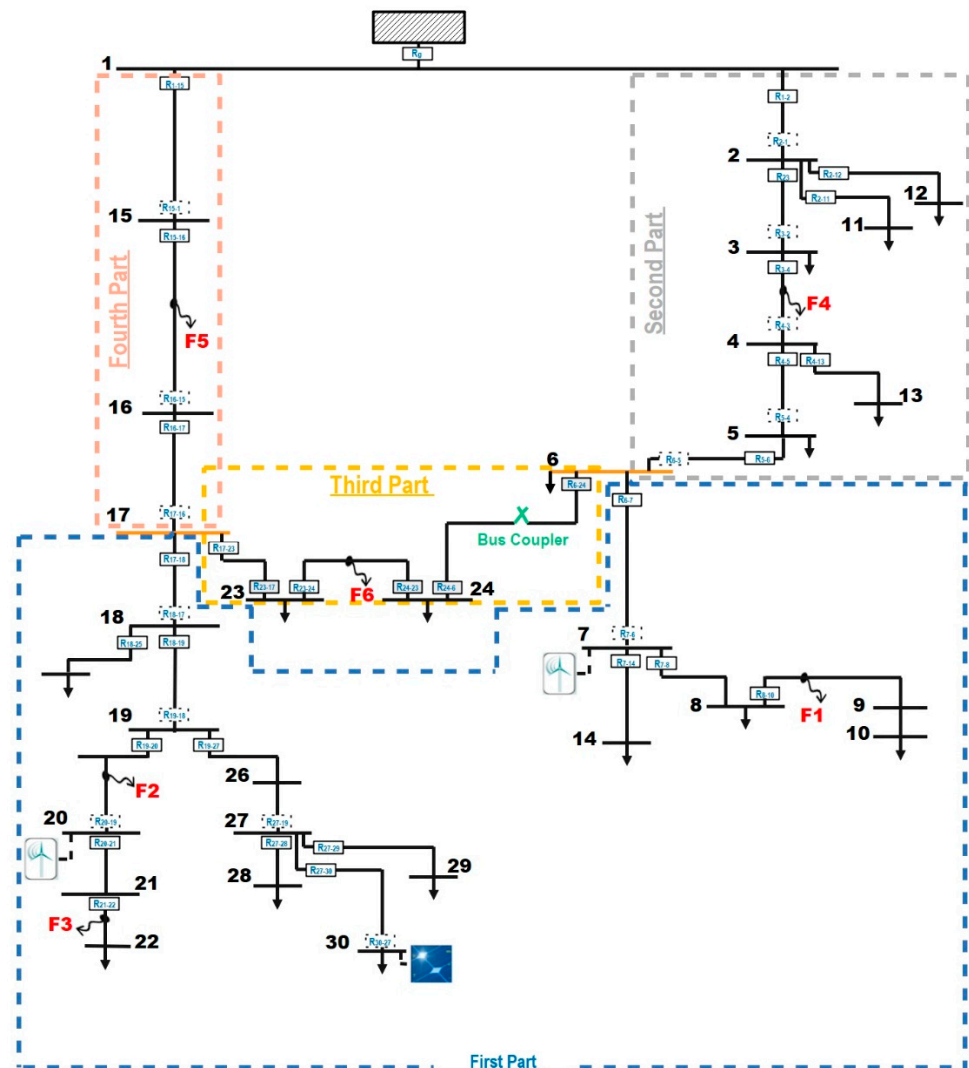 Rg
1
R1-15
R1-2
R2-1
2
R23
R2-12
R2-11
12
11
R15-1
15
R15-16
R3-2
3
R3-4
Fourth Part
Second Part
F5
F4
R4-3
4
R4-5
R4-13
13
R16-15
16
R16-17
R5-4
5
R6-5
R5-6
6
Third Part
R6-24
R6-7
X
Bus Coupler
R17-16
17
R17-18
R17-23
R23-17
R23-24
R24-23
R24-6
23
F6
24
R18-17
18
R18-25
R18-19
R7-6
7
R7-14
R7-8
R8-10
8
F1
9
10
14
R19-18
19
R19-20
R19-27
F2
26
R20-19
20
R20-21
R27-19
27
R27-28
R27-29
R27-30
28
29
21
R21-22
F3
22
R30-27
30
First Part